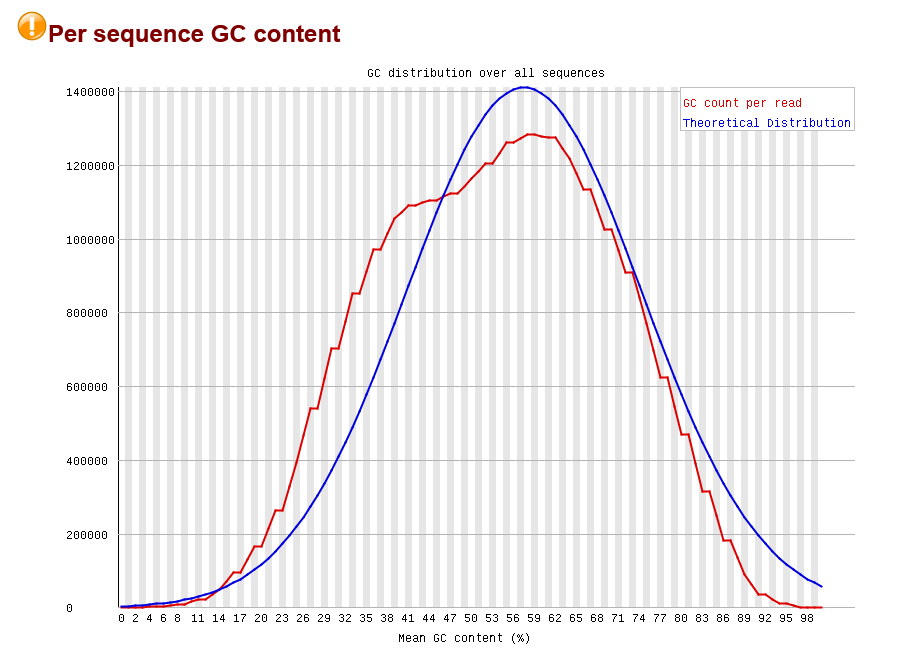 Per sequence GC content
GC distribution over all sequences
GC count per read
Theoretical Distribution
1400000
1200000
1000000
800000
600000
400000
200000
0
0 2 4 6 8 11 14 17 20 23 26 29 32 35 38 41 44 47 50 53 56 59 62 65 68 71 74 77 80 83 86 89 92 95 98
Mean GC content (%)